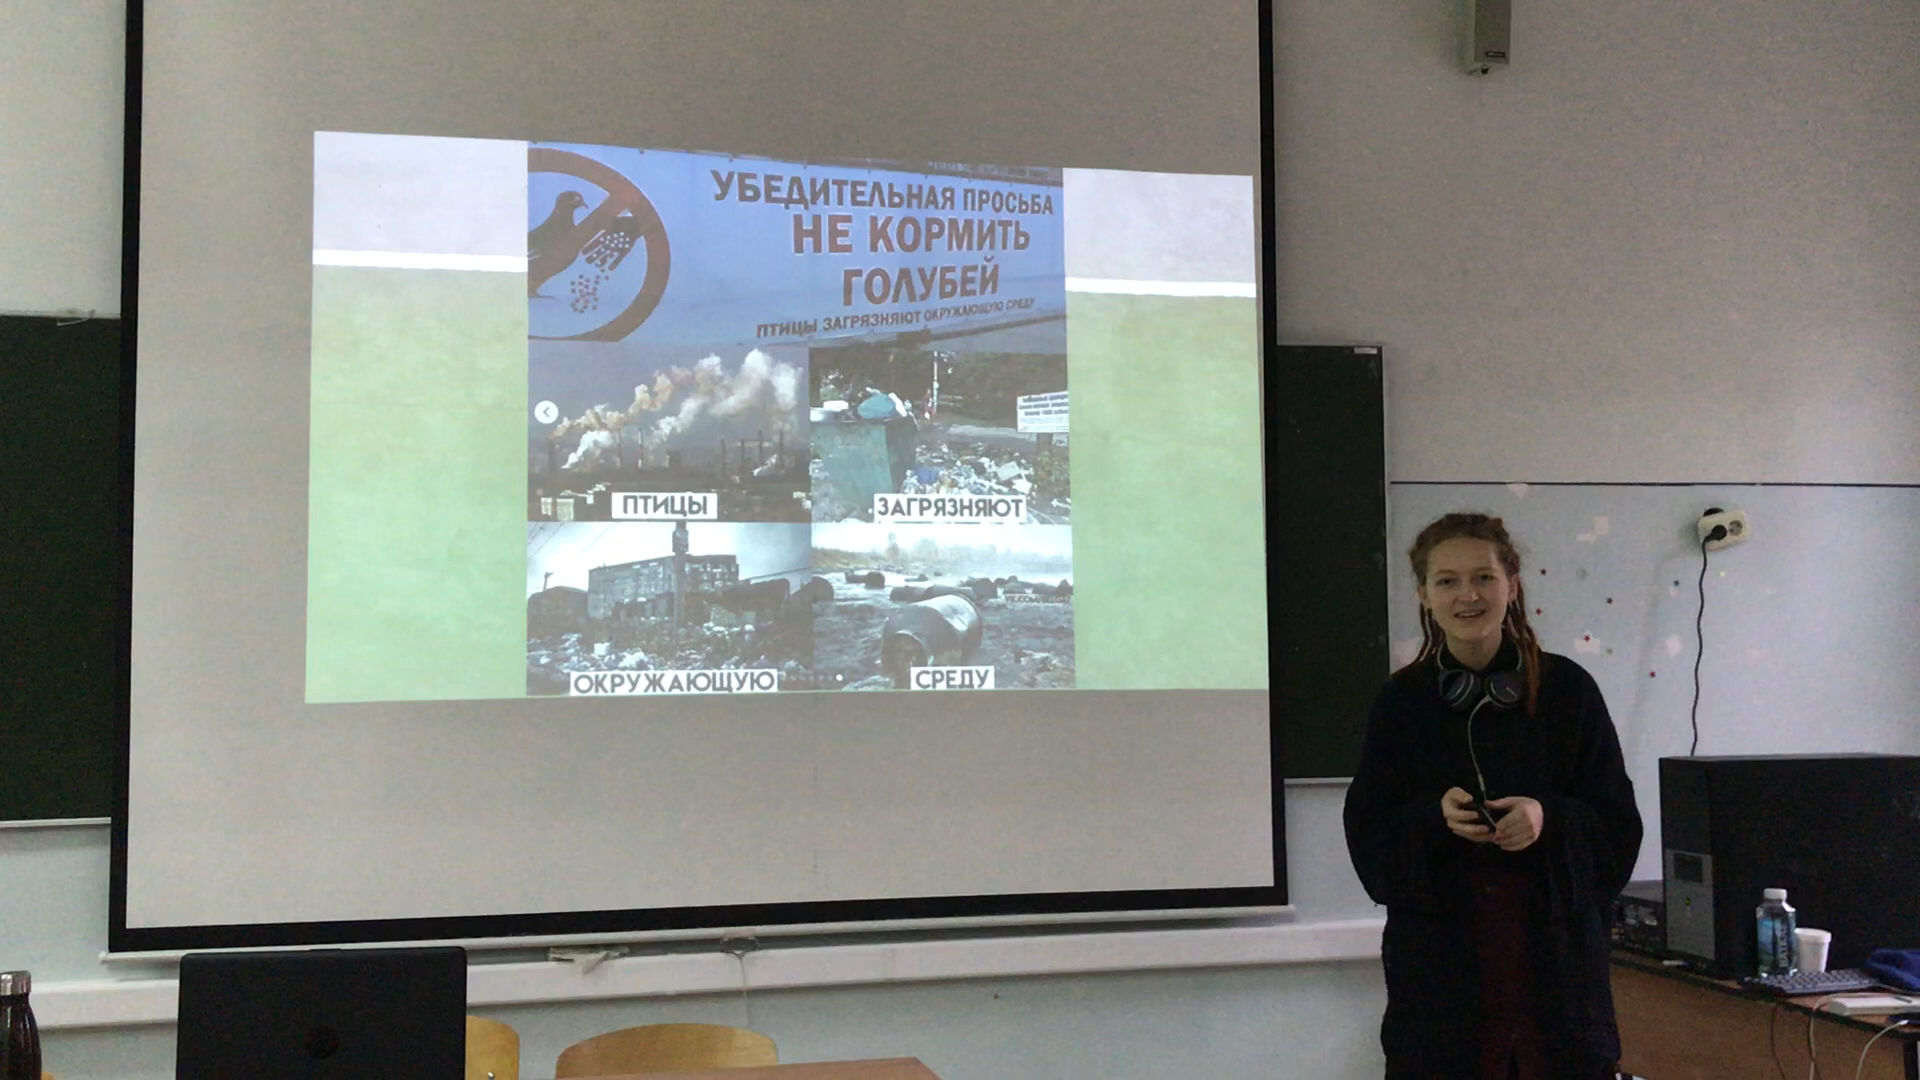 УБЕДИТЕЛЬНАЯ ПРОСЬБА
НЕ КОРМИТЬ
ГОЛУБЕЙ
ПТИЦЫ ЗАГРЯЗНЯЮТ ОКРУЖАЮЩУЮ СРЕДУ
ПТИЦЫ
ЗАГРЯЗНЯЮТ
ОКРУЖАЮЩУЮ
СРЕДУ